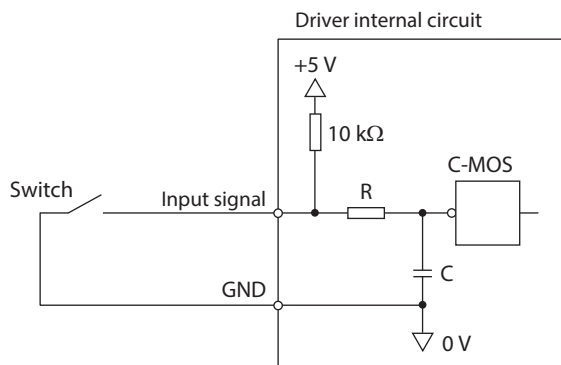 Driver internal circuit
+5 V
10 kΩ
C-MOS
Switch
Input signal
R
C
GND
0 V